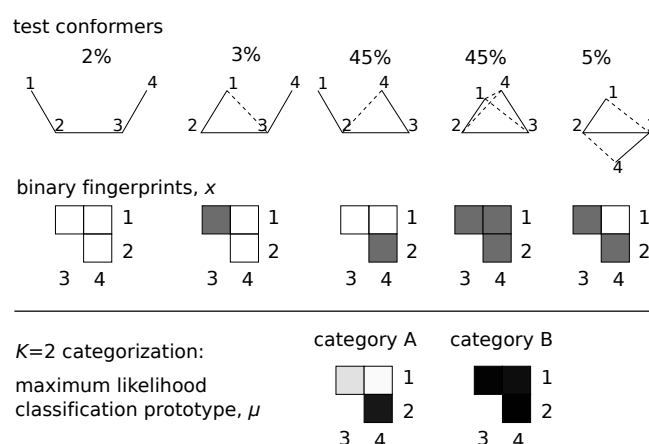 test conformers
2% 3% 45% 45% 5%
1 4 1 4 1 4 1 4 1
2 3 2 3 2 3 2 3 2
4
binary fingerprints, x
1 1 1 1 1
2 2 2 2 2
3 4 3 4 3 4 3 4 3 4
K=2 categorization:
category A category B
maximum likelihood
classification prototype, μ
1 1
2 2
3 4 3 4